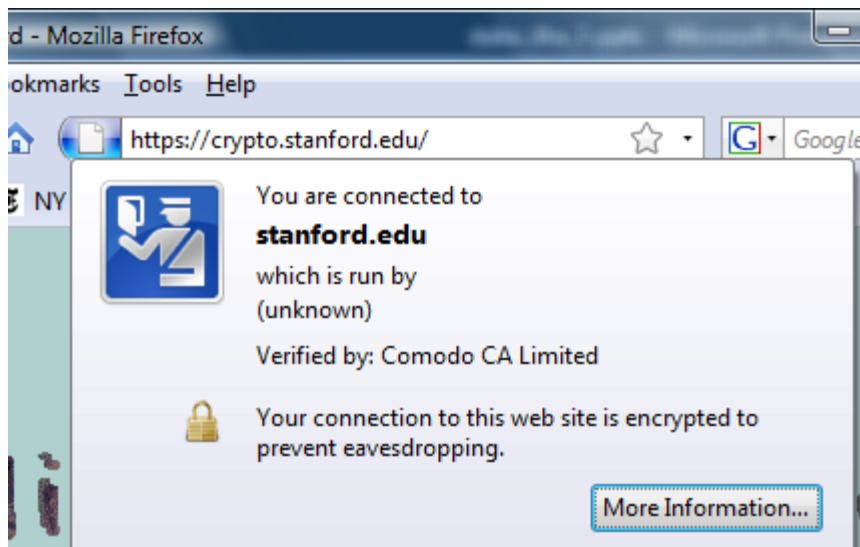 rd - Mozilla Firefox
okmarks Tools Help
https://crypto.stanford.edu/
G Google
NY
You are connected to
stanford.edu
which is run by
(unknown)
Verified by: Comodo CA Limited
Your connection to this web site is encrypted to
prevent eavesdropping.
More Information...